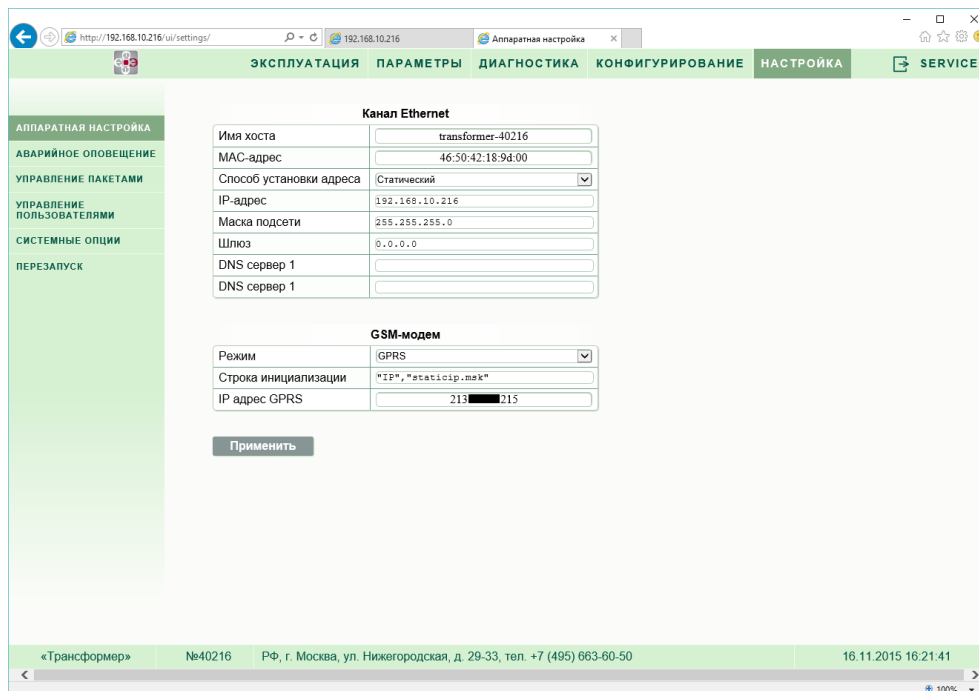 http://192.168.10.216/ui/settings/
192.168.10.216
Аппаратная настройка
ЭКСПЛУАТАЦИЯ ПАРАМЕТРЫ ДИАГНОСТИКА КОНФИГУРИРОВАНИЕ НАСТРОЙКА SERVICE
АППАРАТНАЯ НАСТРОЙКА
АВАРИЙНОЕ ОПОВЕЩЕНИЕ
УПРАВЛЕНИЕ ПАКЕТАМИ
УПРАВЛЕНИЕ
ПОЛЬЗОВАТЕЛЯМИ
СИСТЕМНЫЕ ОПЦИИ
ПЕРЕЗАПУСК
Канал Ethernet
Имя хоста transformer-40216
MAC-адрес 46:50:42:18:9d:00
Способ установки адреса Статический
IP-адрес 192.168.10.216
Маска подсети 255.255.255.0
Шлюз 0.0.0.0
DNS сервер 1
DNS сервер 1
GSM-модем
Режим GPRS
Строка инициализации "IP","staticip.msk"
IP адрес GPRS 213 215
Применить
«Трансформер» №40216 РФ, г. Москва, ул. Нижегородская, д. 29-33, тел. +7 (495) 663-60-50 16.11.2015 16:21:41
100%